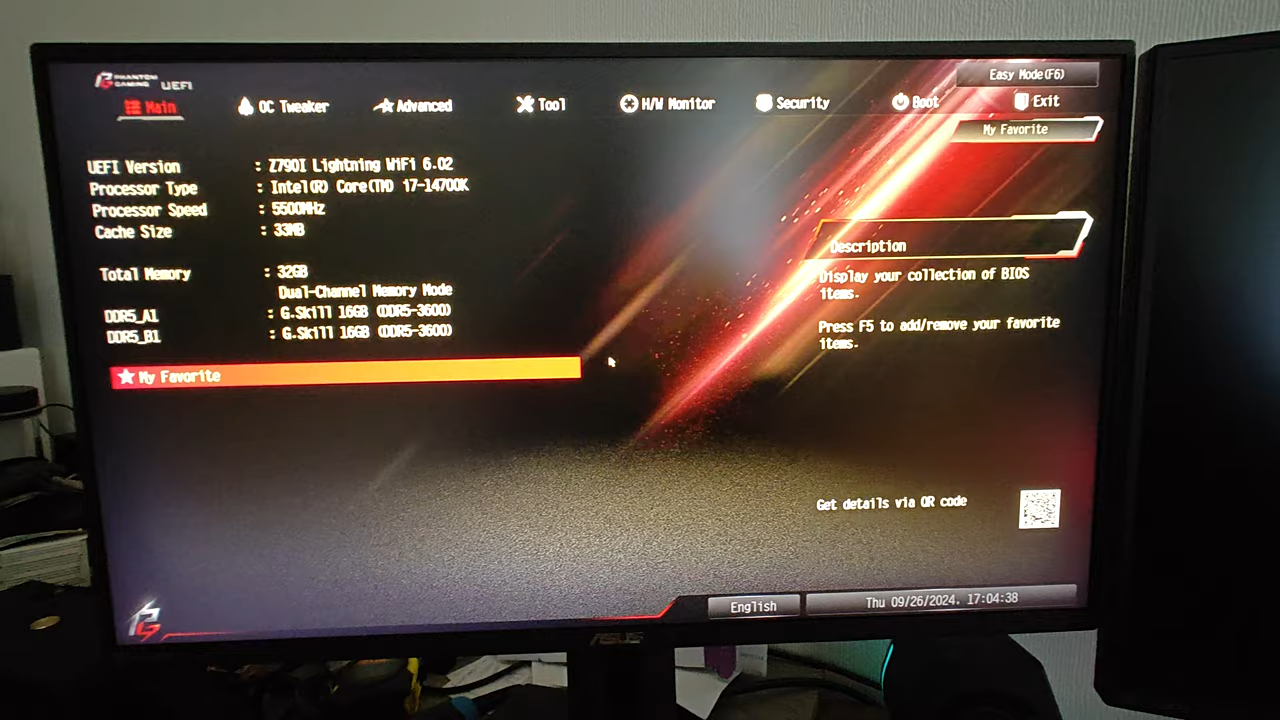 PHANTOM
GAMING UEFI
Easy Mode(F6)
Main OC Tweaker Advanced Tool H/W Monitor Security Boot Exit
My Favorite
UEFI Version : Z790I Lightning WiFi 6.02
Processor Type : Intel(R) Core(TM) i7-14700K
Processor Speed : 5500MHz
Cache Size : 33MB
Total Memory : 32GB
Dual-Channel Memory Mode
DDR5_A1 : G.Skill 16GB (DDR5-3600)
DDR5_B1 : G.Skill 16GB (DDR5-3600)
My Favorite
Description
Display your collection of BIOS
items.
Press F5 to add/remove your favorite
items.
Get details via QR code
English
Thu 09/26/2024. 17:04:38
ASUS